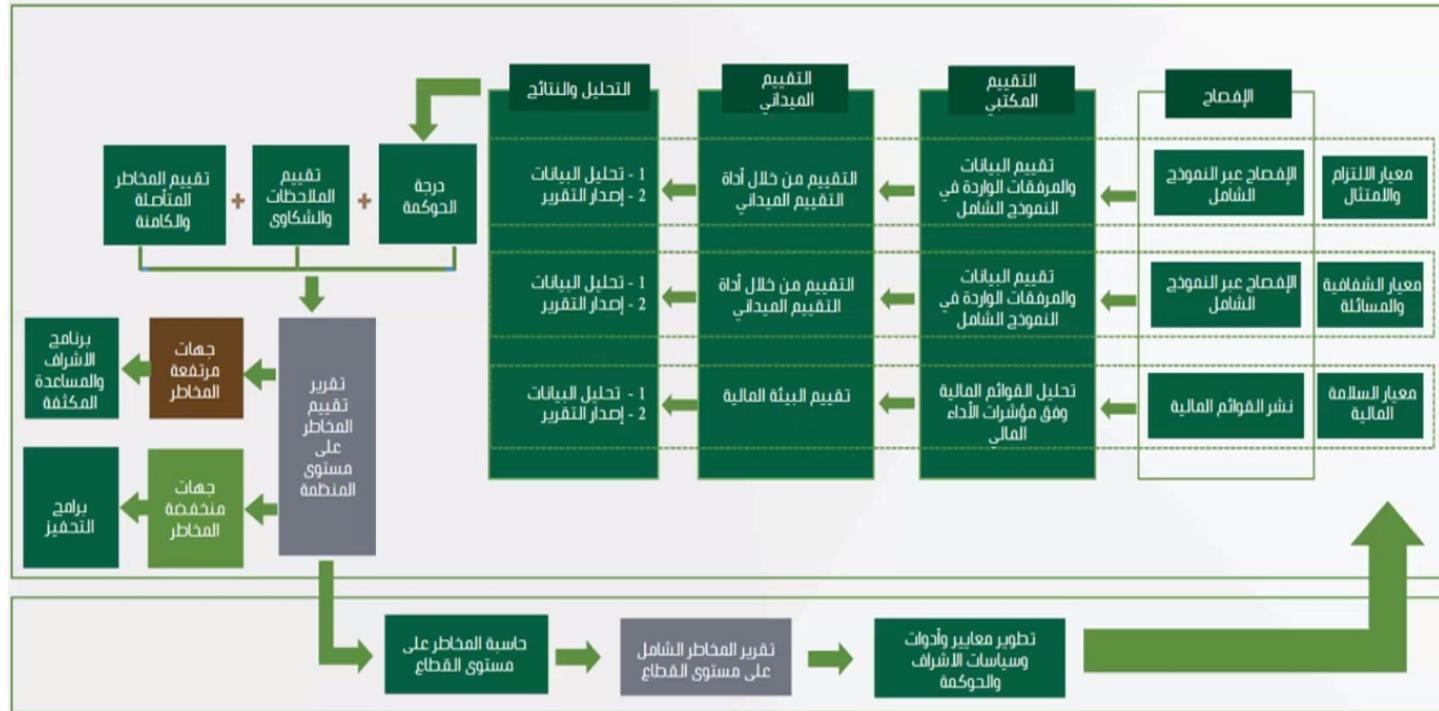 الإفصاح
التقييم
المكتبي
التقييم
الميداني
التحليل والنتائج
معيار الالتزام
والامتثال
الإفصاح عبر النموذج
الشامل
تقييم البيانات
والمرفقات الواردة في
النموذج الشامل
التقييم من خلال أداة
التقييم الميداني
1 - تحليل البيانات
2 - إصدار التقرير
معيار الشفافية
والمسائلة
الإفصاح عبر النموذج
الشامل
تقييم البيانات
والمرفقات الواردة في
النموذج الشامل
التقييم من خلال أداة
التقييم الميداني
1 - تحليل البيانات
2 - إصدار التقرير
معيار السلامة
المالية
نشر القوائم المالية
تحليل القوائم المالية
وفق مؤشرات الأداء
المالي
تقييم البيئة المالية
1 - تحليل البيانات
2 - إصدار التقرير
درجة
الحوكمة
+
تقييم
الملاحظات
والشكاوى
+
تقييم المخاطر
المتأصلة
والكامنة
تقرير
تقييم
المخاطر
على
مستوى
المنظمة
جهات
مرتفعة
المخاطر
برنامج
الاشراف
والمساعدة
المكثفة
جهات
منخفضة
المخاطر
برامج
التحفيز
حاسبة المخاطر على
مستوى القطاع
تقرير المخاطر الشامل
على مستوى القطاع
تطوير معايير وأدوات
وسياسات الاشراف
والحوكمة